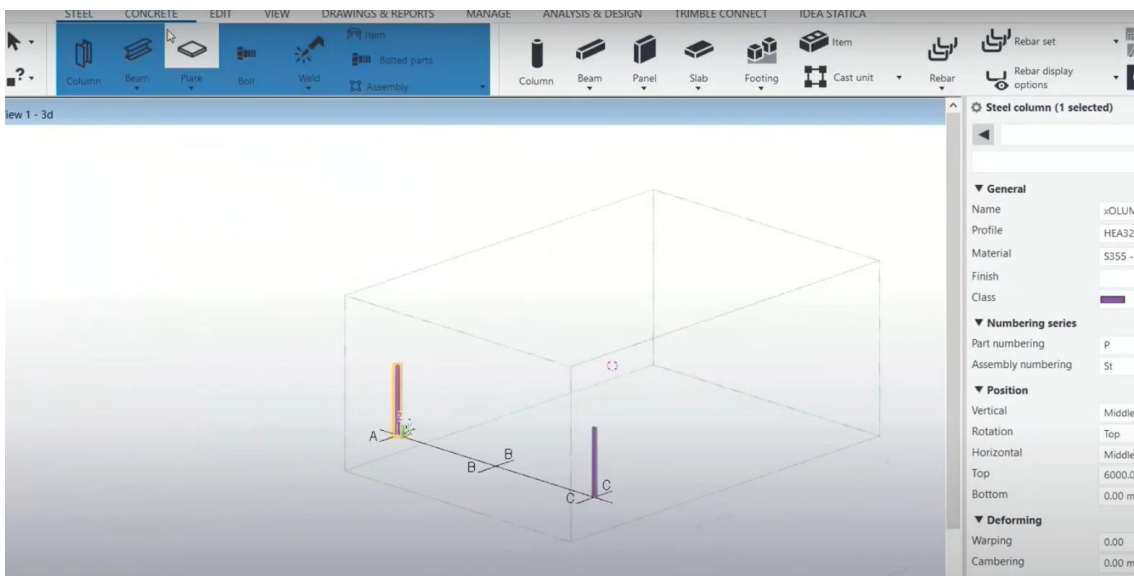 STEEL CONCRETE EDIT VIEW DRAWINGS & REPORTS MANAGE ANALYSIS & DESIGN TRIMBLE CONNECT IDEA STATICA
Item
Bolted parts
Assembly
Column Beam Plate Bolt Weld
Item
Cast unit
Column Beam Panel Slab Footing
Rebar
Rebar set
Rebar display
options
?
iew 1 - 3d
Steel column (1 selected)
General
Name xOLUM
Profile HEA32
Material S355 -
Finish
Class
Numbering series
Part numbering P
Assembly numbering St
Position
Vertical Middle
Rotation Top
Horizontal Middle
Top 6000.0
Bottom 0.00 m
Deforming
Warping 0.00
Cambering 0.00 m
A
B B
C C